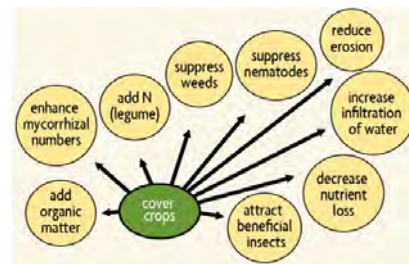 reduce
erosion
suppress
nematodes
suppress
weeds
add N
(legume)
enhance
mycorrhizal
numbers
increase
infiltration
of water
decrease
nutrient
loss
cover
crops
add
organic
matter
attract
beneficial
insects